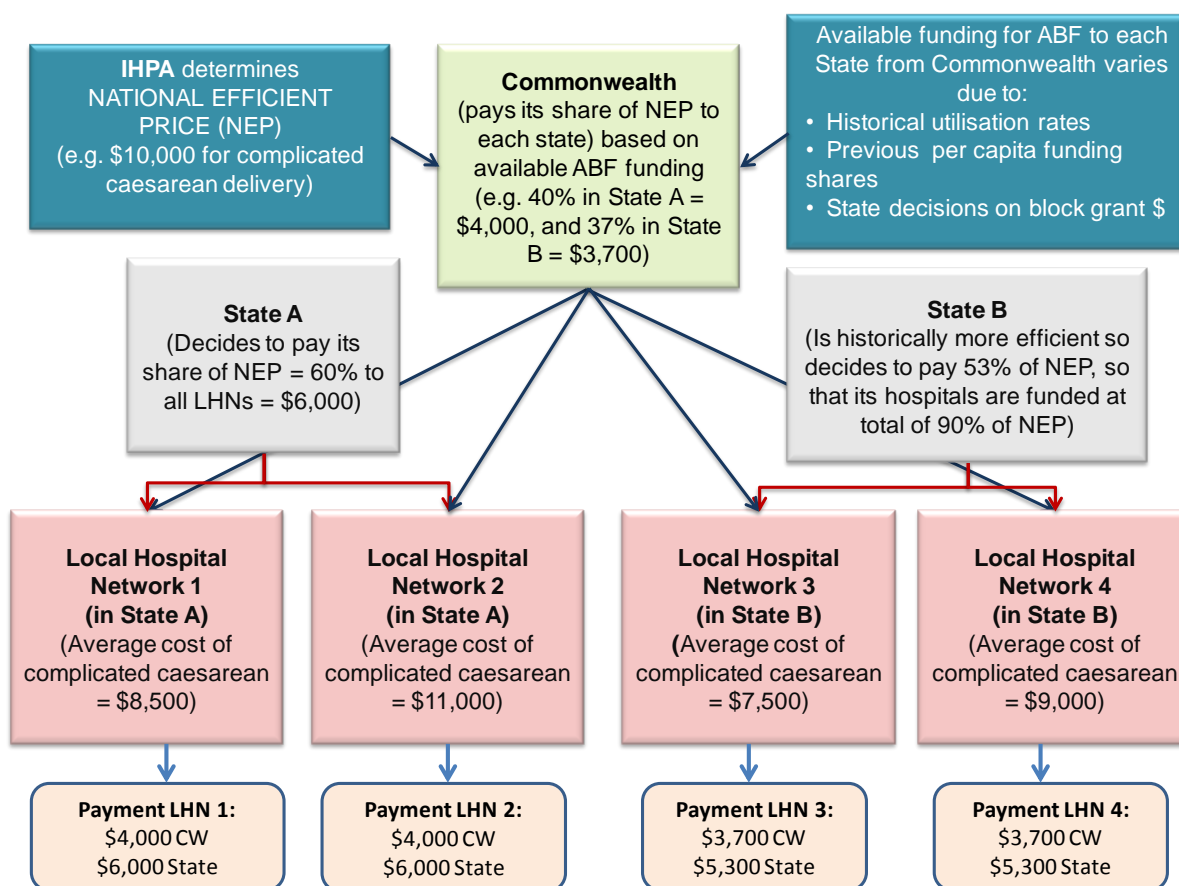 IHPA determines
NATIONAL EFFICIENT
PRICE (NEP)
(e.g. $10,000 for complicated
caesarean delivery)
Commonwealth
(pays its share of NEP to
each state) based on
available ABF funding
(e.g. 40% in State A =
$4,000, and 37% in State
B = $3,700)
Available funding for ABF to each
State from Commonwealth varies
due to:
• Historical utilisation rates
• Previous per capita funding
shares
• State decisions on block grant $
State A
(Decides to pay its
share of NEP = 60% to
all LHNs = $6,000)
State B
(Is historically more efficient so
decides to pay 53% of NEP, so
that its hospitals are funded at
total of 90% of NEP)
Local Hospital
Network 1
(in State A)
(Average cost of
complicated caesarean
= $8,500)
Local Hospital
Network 2
(in State A)
(Average cost of
complicated caesarean
= $11,000)
Local Hospital
Network 3
(in State B)
(Average cost of
complicated caesarean
= $7,500)
Local Hospital
Network 4
(in State B)
(Average cost of
complicated caesarean
= $9,000)
Payment LHN 1:
$4,000 CW
$6,000 State
Payment LHN 2:
$4,000 CW
$6,000 State
Payment LHN 3:
$3,700 CW
$5,300 State
Payment LHN 4:
$3,700 CW
$5,300 State